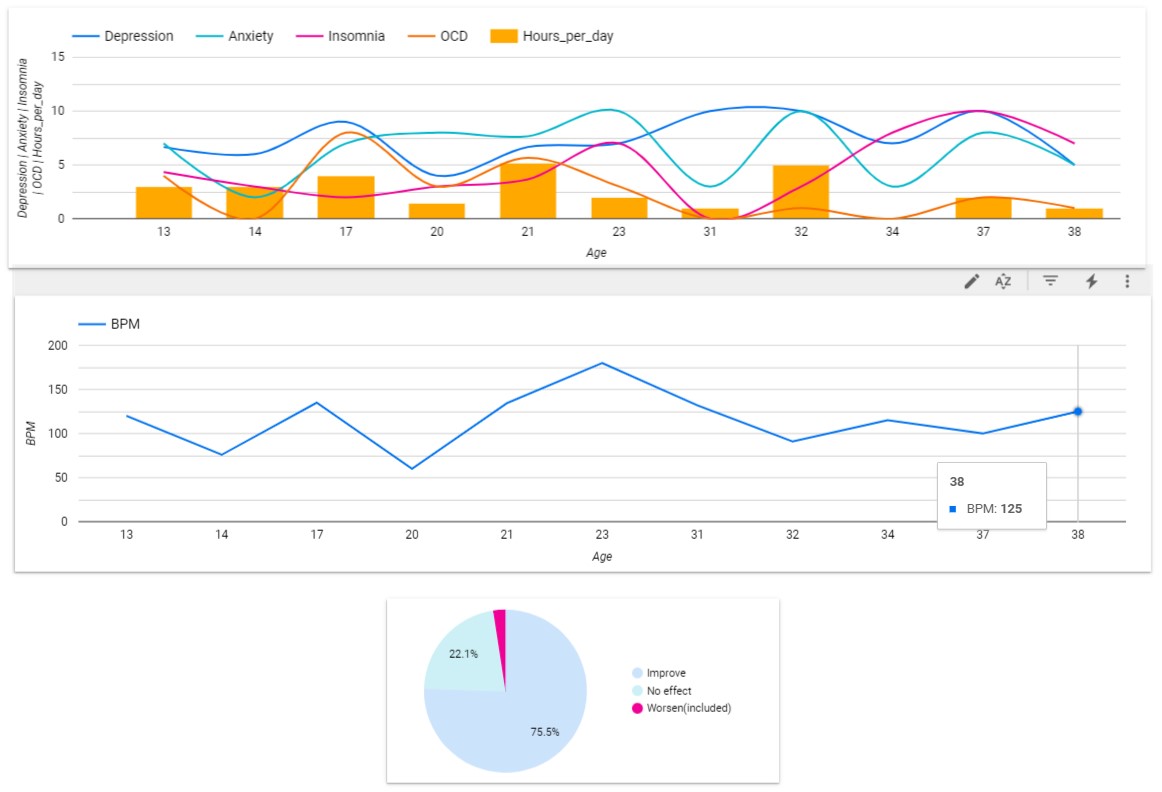 Depression Anxiety Insomnia OCD Hours_per_day
Depression | Anxiety | Insomnia
| OCD | Hours_per_day
15
10
5
0
13 14 17 20 21 23 31 32 34 37 38
Age
AZ
BPM
BPM
200
150
100
50
0
38
BPM: 125
13 14 17 20 21 23 31 32 34 37 38
Age
22.1%
75.5%
Improve
No effect
Worsen(included)